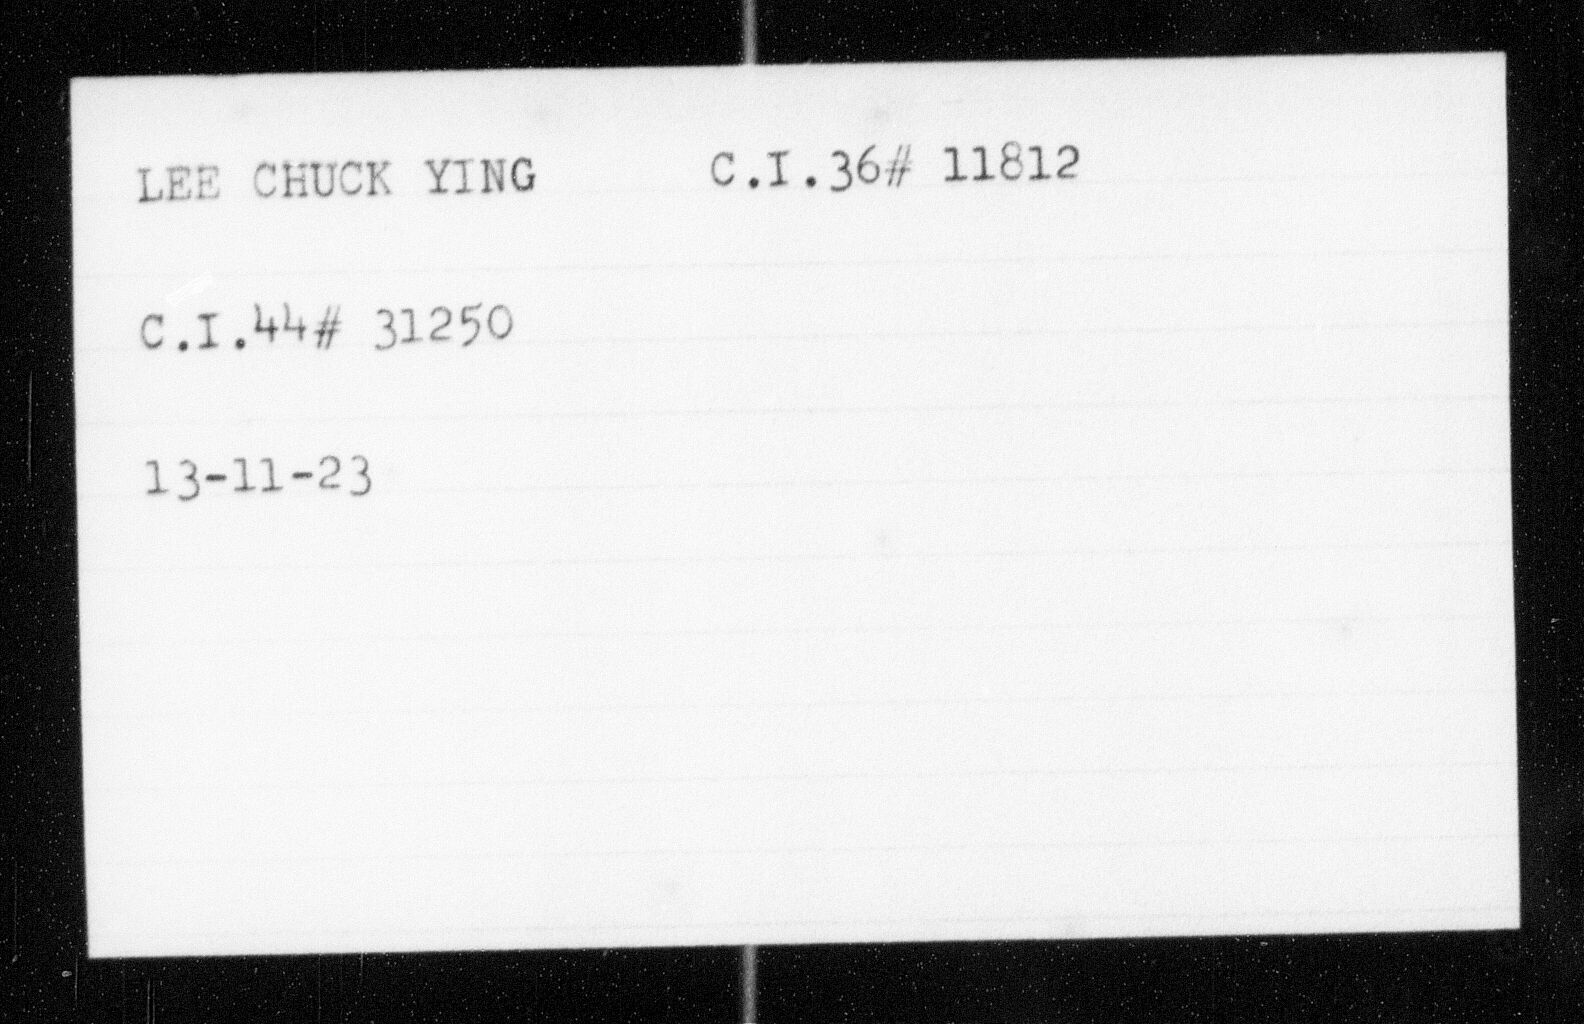 LEE CHUCK YING C.I.36# 11812
C.I.44# 31250
13-11-23